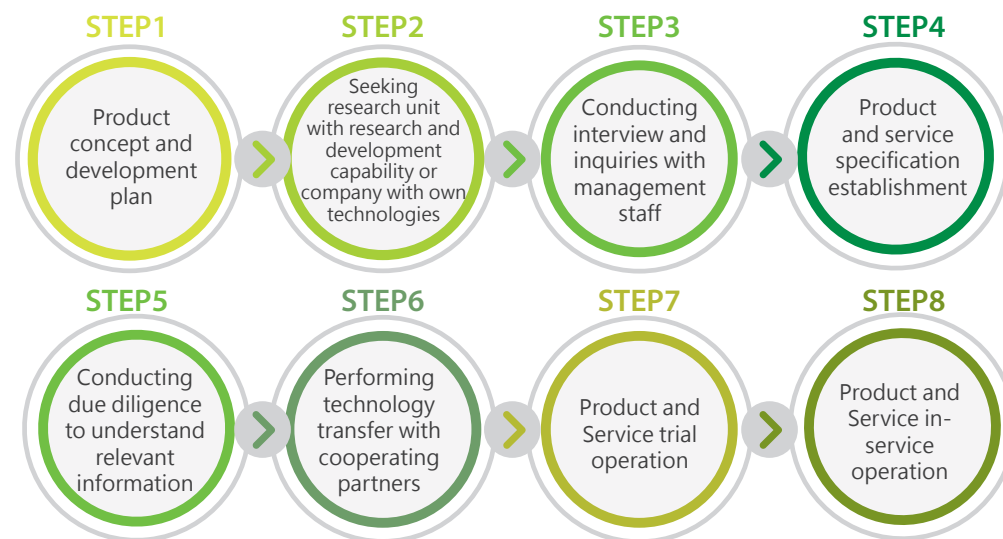 STEP1
Product
concept and
development
plan
STEP2
Seeking
research unit
with research and
development
capability or
company with own
technologies
STEP3
Conducting
interview and
inquiries with
management
staff
STEP4
Product
and service
specification
establishment
STEP5
Conducting
due diligence
to understand
relevant
information
STEP6
Performing
technology
transfer with
cooperating
partners
STEP7
Product and
Service trial
operation
STEP8
Product and
Service in-
service
operation